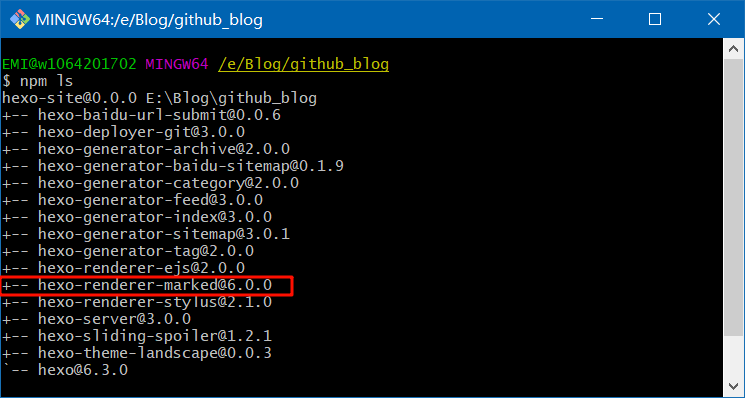 MINGW64:/e/Blog/github_blog
EMI@w1064201702 MINGW64 /e/Blog/github_blog
$ npm ls
hexo-site@0.0.0 E:\Blog\github_blog
+-- hexo-baidu-url-submit@0.0.6
+-- hexo-deployer-git@3.0.0
+-- hexo-generator-archive@2.0.0
+-- hexo-generator-baidu-sitemap@0.1.9
+-- hexo-generator-category@2.0.0
+-- hexo-generator-feed@3.0.0
+-- hexo-generator-index@3.0.0
+-- hexo-generator-sitemap@3.0.1
+-- hexo-generator-tag@2.0.0
+-- hexo-renderer-ejs@2.0.0
+-- hexo-renderer-marked@6.0.0
+-- hexo-renderer-stylus@2.1.0
+-- hexo-server@3.0.0
+-- hexo-sliding-spoiler@1.2.1
+-- hexo-theme-landscape@0.0.3
`-- hexo@6.3.0